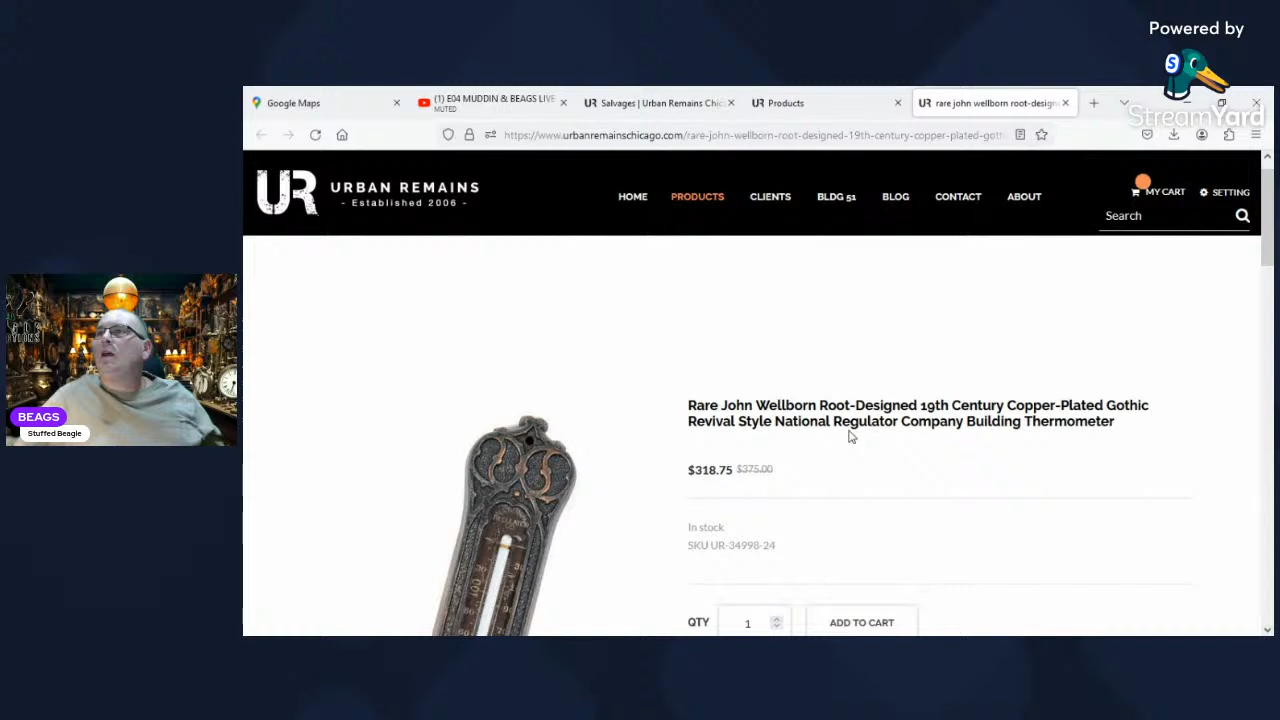 Powered by
S
StreamYard
Google Maps
(1) E04 MUDDIN & BEAGS LIVE
MUTED
UR Salvages | Urban Remains Chic
UR Products
UR rare john wellborn root-design
https://www.urbanremainschicago.com/rare-john-wellborn-root-designed-19th-century-copper-plated-goth
UR
URBAN REMAINS
- Established 2006 -
HOME
PRODUCTS
CLIENTS
BLDG 51
BLOG
CONTACT
ABOUT
MY CART
SETTING
Search
Rare John Wellborn Root-Designed 19th Century Copper-Plated Gothic
Revival Style National Regulator Company Building Thermometer
$318.75 $375.00
In stock
SKU UR-34998-24
QTY
1
ADD TO CART
REGULATOR
BEAGS
Stuffed Beagle